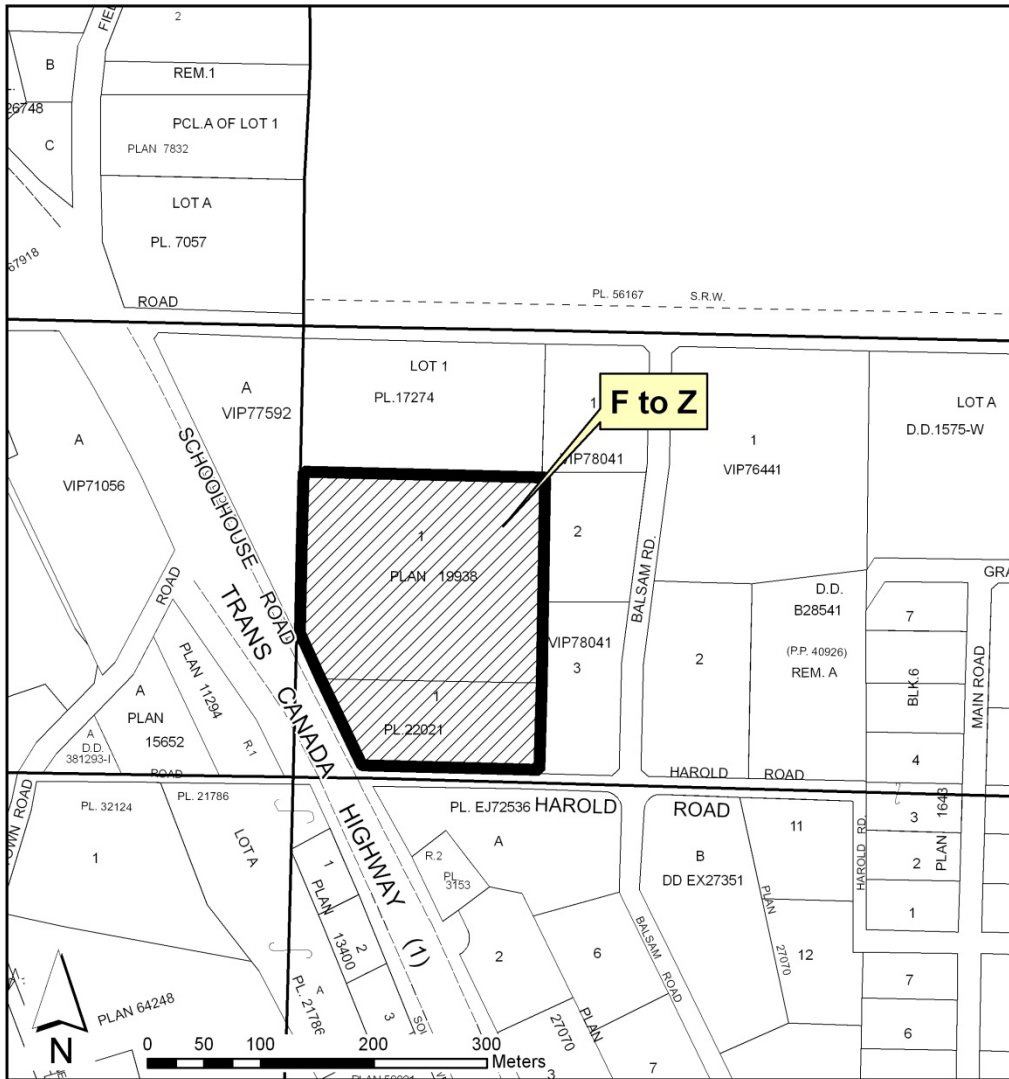 FIEL
2
B
REM.1
26748
PCL.A OF LOT 1
C
PLAN 7832
LOT A
PL. 7057
67918
ROAD
PL. 56167 S.R.W.
LOT 1
A
PL.17274
VIP77592
1
F to Z
LOT A
D.D.1575-W
A
1
VIP71056
VIP78041
VIP76441
SCHOOLHOUSE ROAD
1
2
PLAN 19938
BALSAM RD.
ROAD
TRANS CANADA HIGHWAY (1)
GRA
D.D.
B28541
7
VIP78041
3
2
(P.P. 40926)
REM. A
BLK.6
MAIN ROAD
PLAN 11294
A
PLAN
15652
1
PL.22021
A
D.D.
381293-I
R.1
4
ROAD
HAROLD ROAD
OWN ROAD
PL. 32124
PL. 21786
PL. EJ72536
HAROLD ROAD
11
HAROLD RD.
3
PLAN 1643
LOT A
1
1
A
B
DD EX27351
R.2
PL.
3153
2
PLAN
13400
PLAN
27070
1
2
BALSAM ROAD
2
6
12
PL. 21786
A
7
PLAN 64248
3
SO
27070
PLAN
6
N
0 50 100 200 300
Meters
3
7